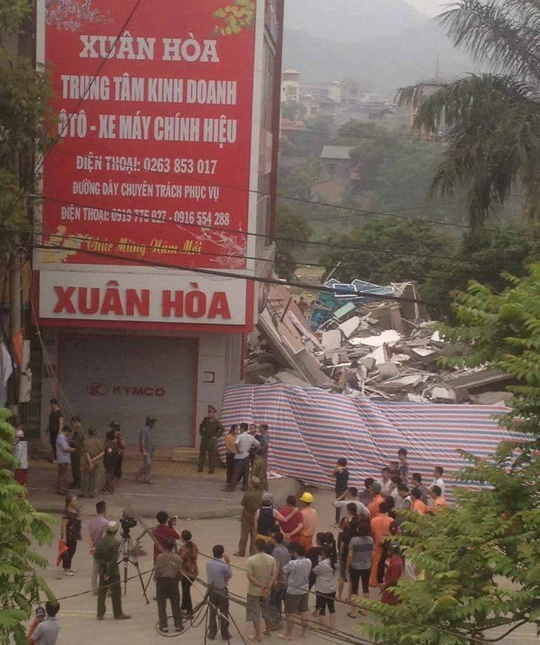 XUÂN HÒA
TRUNG TÂM KINH DOANH
ÔTÔ - XE MÁY CHÍNH HIỆU
ĐIỆN THOẠI: 0263 853 017
ĐƯỜNG DÂY CHUYÊN TRÁCH PHỤC VỤ
ĐIỆN THOẠI: 0919 775 027 - 0916 554 288
Chúc Mừng Năm Mới
XUÂN HÒA
KYMCO